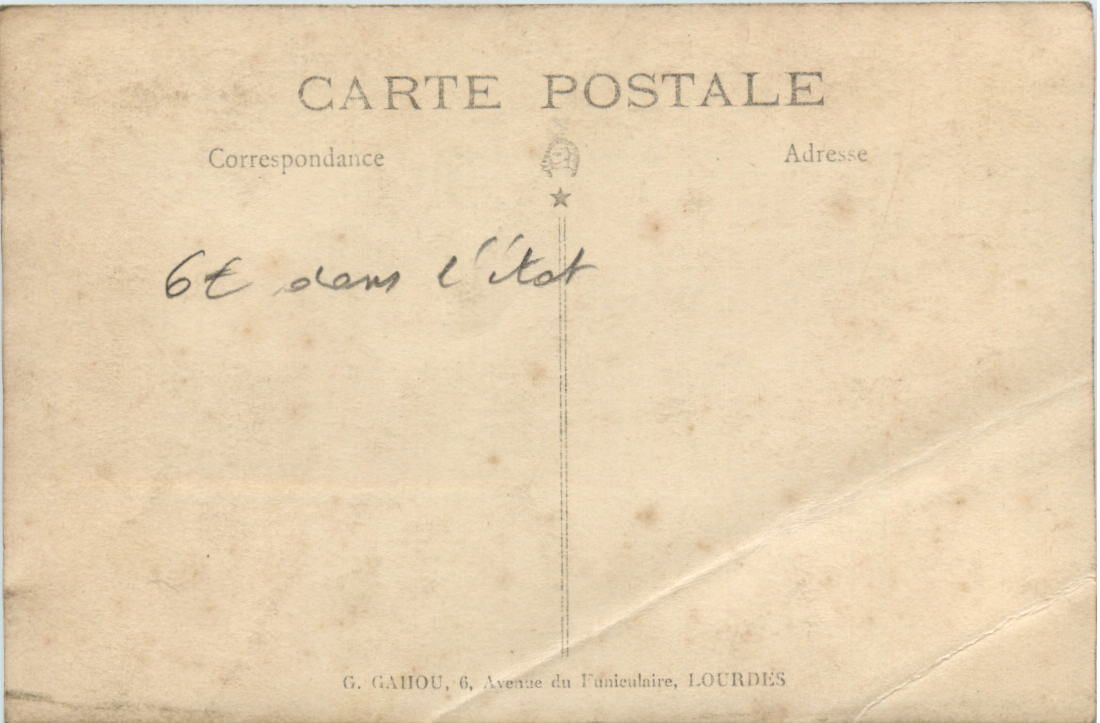 CARTE POSTALE
Correspondance
Adresse
6€ dans l'état
G. GAHOU, 6, Avenue du Funiculaire, LOURDES